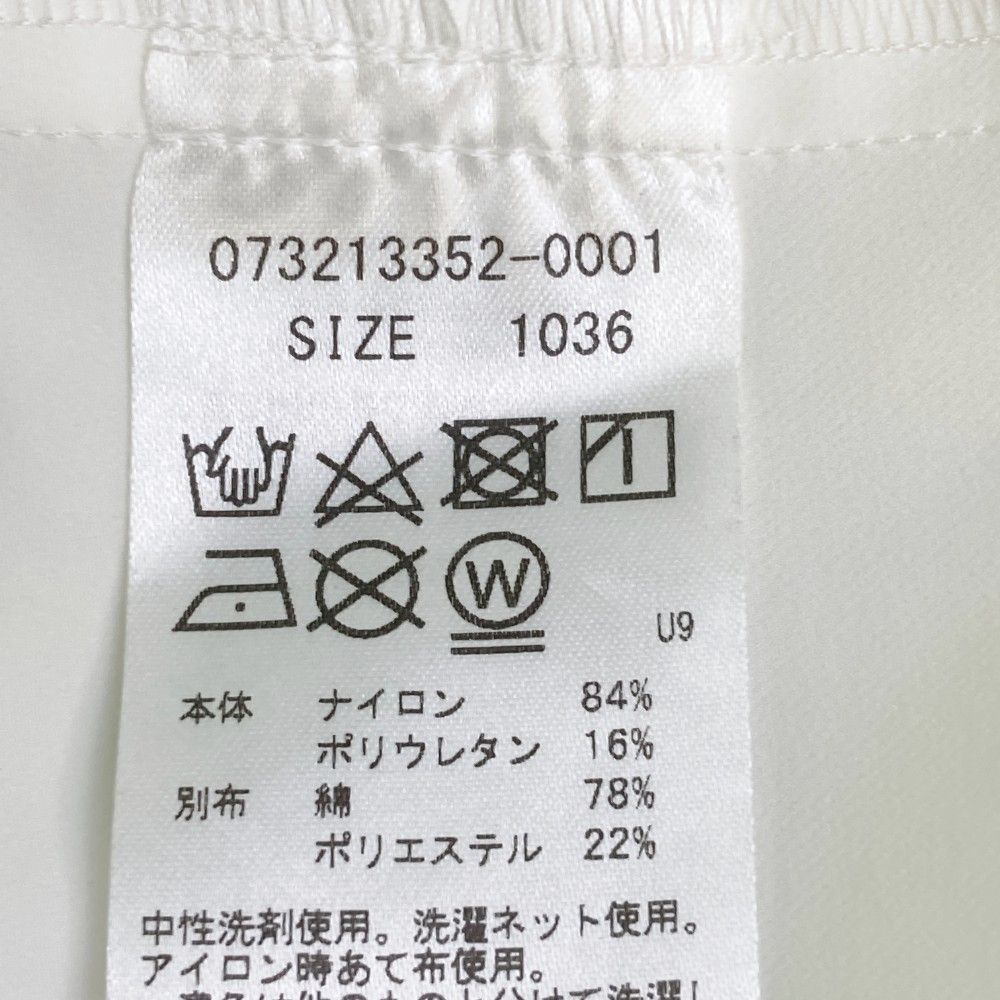 073213352-0001
SIZE 1036
W
U9
本体 ナイロン 84%
ポリウレタン 16%
別布 綿 78%
ポリエステル 22%
中性洗剤使用。洗濯ネット使用。
アイロン時あて布使用。